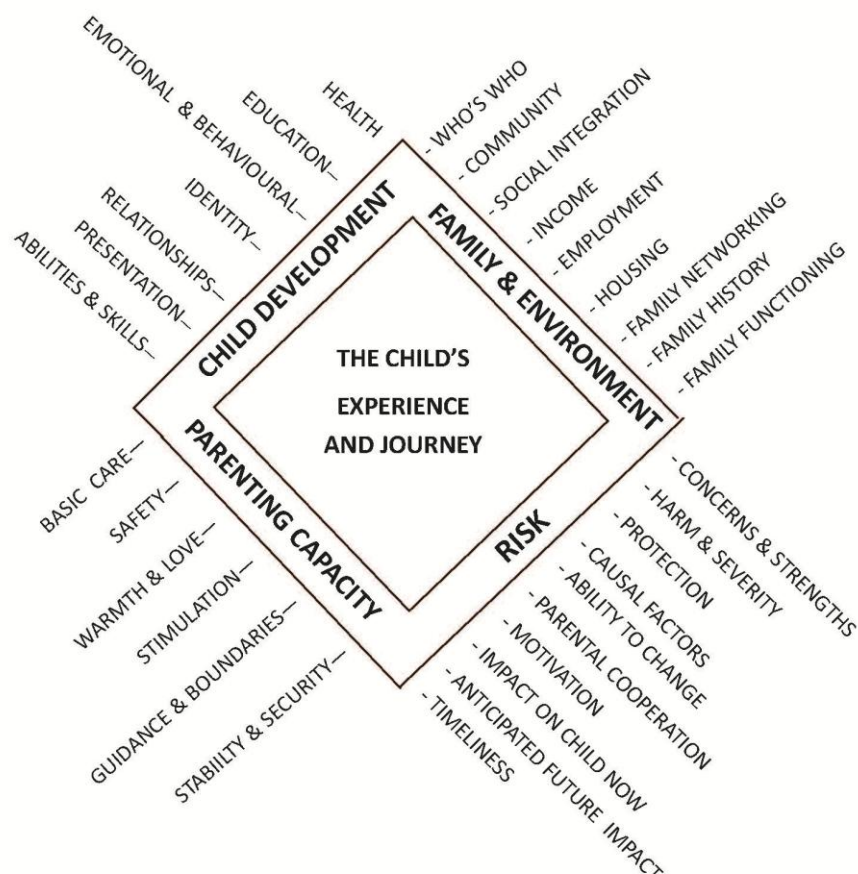 HEALTH
EDUCATION—
EMOTIONAL & BEHAVIOURAL—
IDENTITY—
RELATIONSHIPS—
PRESENTATION—
ABILITIES & SKILLS—
CHILD DEVELOPMENT
- WHO'S WHO
- COMMUNITY
- SOCIAL INTEGRATION
- INCOME
- EMPLOYMENT
- HOUSING
- FAMILY NETWORKING
- FAMILY HISTORY
- FAMILY FUNCTIONING
FAMILY & ENVIRONMENT
THE CHILD'S
EXPERIENCE
AND JOURNEY
PARENTING CAPACITY
BASIC CARE—
SAFETY—
WARMTH & LOVE—
STIMULATION—
GUIDANCE & BOUNDARIES—
STABIILTY & SECURITY—
RISK
- CONCERNS & STRENGTHS
- HARM & SEVERITY
- PROTECTION
- CAUSAL FACTORS
- ABILITY TO CHANGE
- PARENTAL COOPERATION
- MOTIVATION
- IMPACT ON CHILD NOW
- ANTICIPATED FUTURE IMPACT
- TIMELINESS